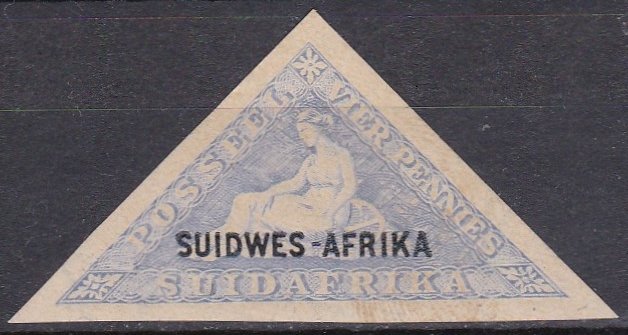 POSSEEL
VIER PENNIES
SUIDWES-AFRIKA
SUIDAFRIKA